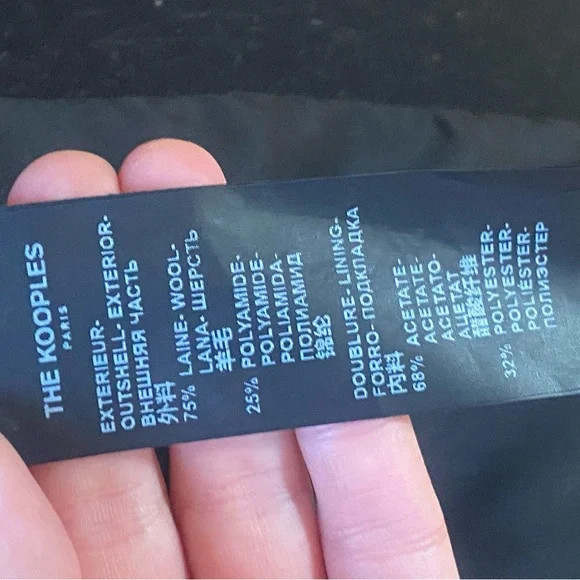 THE KOOPLES
PARIS
EXTERIEUR-
OUTSHELL- EXTERIOR-
ВНЕШНЯЯ ЧАСТЬ
外料
75% LAINE- WOOL-
LANA- ШЕРСТЬ
羊毛
25% POLYAMIDE-
POLYAMIDE-
POLIAMIDA-
ПОЛИАМИД
锦纶
DOUBLURE- LINING-
FORRO- ПОДКЛАДКА
内料
68% ACETATE-
ACETATE-
ACETATO-
АЦЕТАТ
醋酸纤维
32% POLYESTER-
POLYESTER-
POLIÉSTER-
ПОЛИЭСТЕР